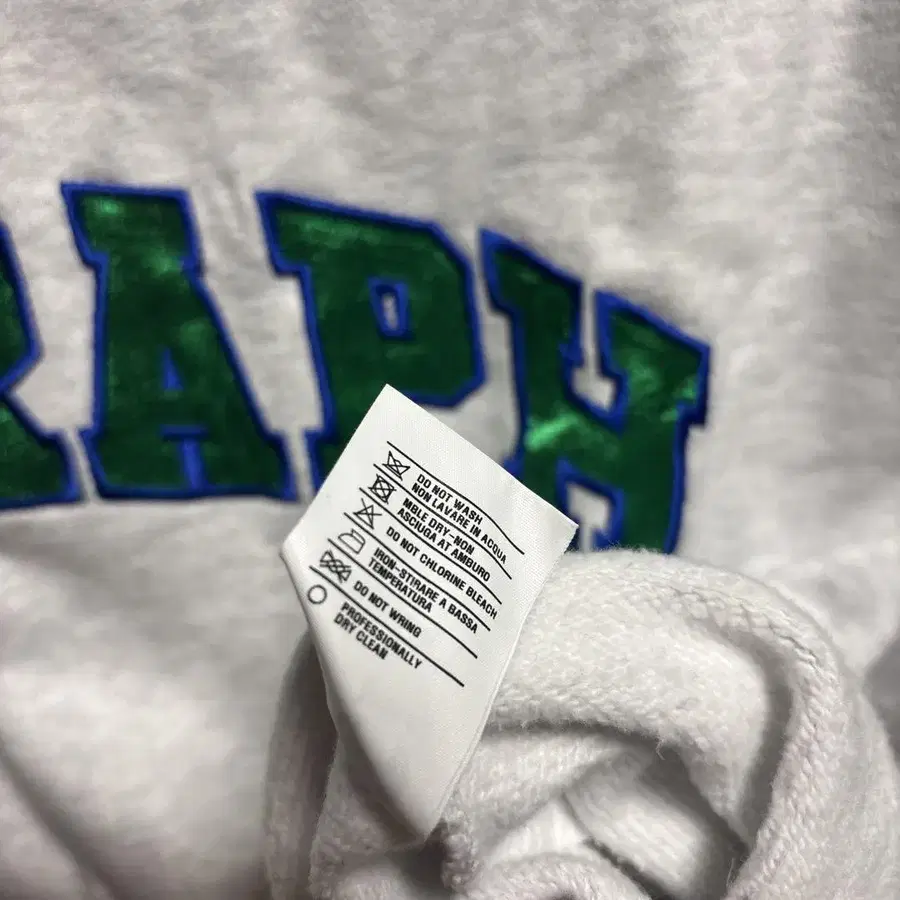 RAPH
DO NOT WASH
NON LAVARE IN ACQUA
MBLE DRY-NON
ASCIUGA AT AMBURO
DO NOT CHLORINE BLEACH
IRON-STIRARE A BASSA
TEMPERATURA
DO NOT WRING
PROFESSIONALLY
DRY CLEAN